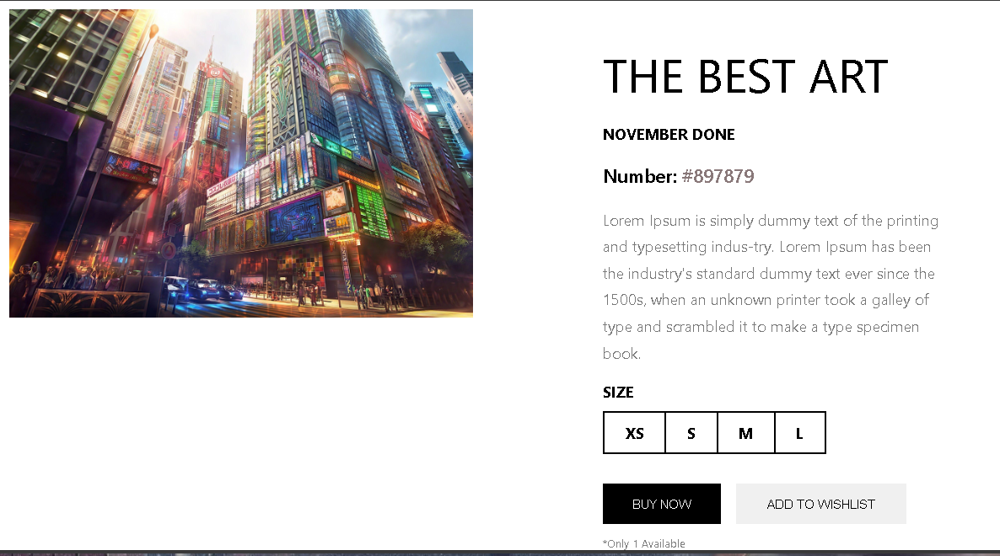 THE BEST ART
NOVEMBER DONE
Number: #897879
Lorem Ipsum is simply dummy text of the printing
and typesetting indus-try. Lorem Ipsum has been
the industry's standard dummy text ever since the
1500s, when an unknown printer took a galley of
type and scrambled it to make a type specimen
book.
SIZE
XS S M L
BUY NOW ADD TO WISHLIST
*Only 1 Available